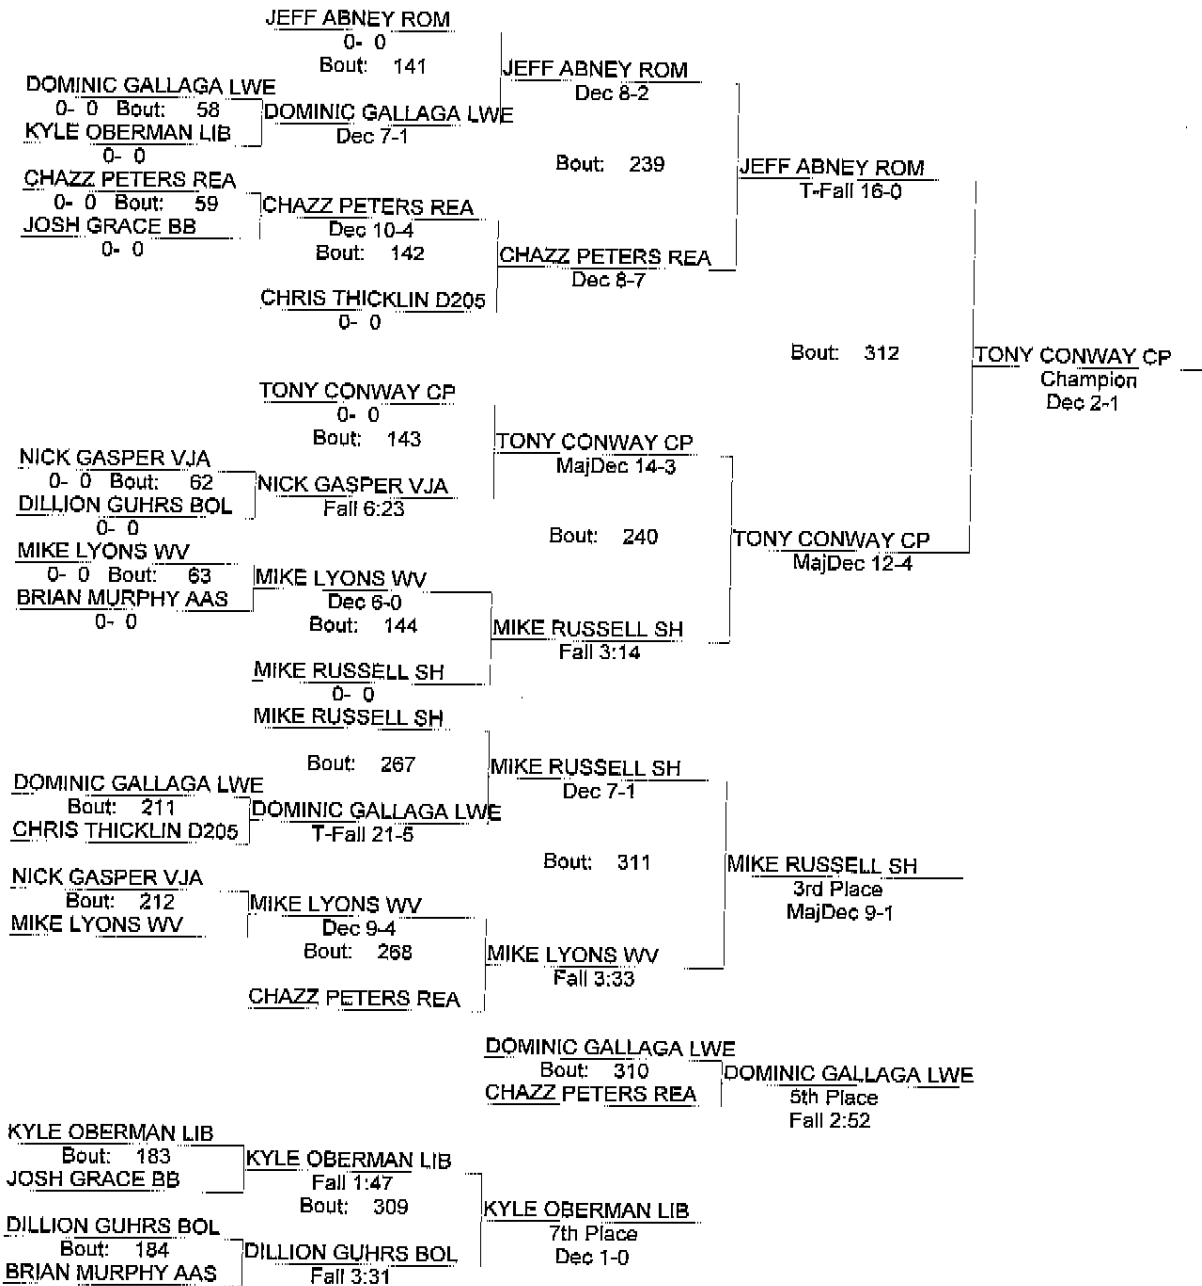 JEFF ABNEY ROM
0- 0
Bout: 141
JEFF ABNEY ROM
Dec 8-2
DOMINIC GALLAGA LWE
0- 0 Bout: 58
DOMINIC GALLAGA LWE
Dec 7-1
KYLE OBERMAN LIB
0- 0
Bout: 239
JEFF ABNEY ROM
T-Fall 16-0
CHAZZ PETERS REA
0- 0 Bout: 59
CHAZZ PETERS REA
Dec 10-4
JOSH GRACE BB
0- 0
Bout: 142
CHAZZ PETERS REA
Dec 8-7
CHRIS THICKLIN D205
0- 0
Bout: 312
TONY CONWAY CP
Champion
Dec 2-1
TONY CONWAY CP
0- 0
Bout: 143
TONY CONWAY CP
MajDec 14-3
NICK GASPER VJA
0- 0 Bout: 62
NICK GASPER VJA
Fall 6:23
DILLION GUHRS BOL
0- 0
Bout: 240
TONY CONWAY CP
MajDec 12-4
MIKE LYONS WV
0- 0 Bout: 63
MIKE LYONS WV
Dec 6-0
BRIAN MURPHY AAS
0- 0
Bout: 144
MIKE RUSSELL SH
Fall 3:14
MIKE RUSSELL SH
0- 0
MIKE RUSSELL SH
Bout: 267
MIKE RUSSELL SH
Dec 7-1
DOMINIC GALLAGA LWE
Bout: 211
DOMINIC GALLAGA LWE
T-Fall 21-5
CHRIS THICKLIN D205
Bout: 311
MIKE RUSSELL SH
3rd Place
MajDec 9-1
NICK GASPER VJA
Bout: 212
MIKE LYONS WV
Dec 9-4
MIKE LYONS WV
Bout: 268
MIKE LYONS WV
Fall 3:33
CHAZZ PETERS REA
DOMINIC GALLAGA LWE
Bout: 310
DOMINIC GALLAGA LWE
5th Place
Fall 2:52
CHAZZ PETERS REA
KYLE OBERMAN LIB
Bout: 183
KYLE OBERMAN LIB
Fall 1:47
JOSH GRACE BB
Bout: 309
KYLE OBERMAN LIB
7th Place
Dec 1-0
DILLION GUHRS BOL
Bout: 184
DILLION GUHRS BOL
Fall 3:31
BRIAN MURPHY AAS